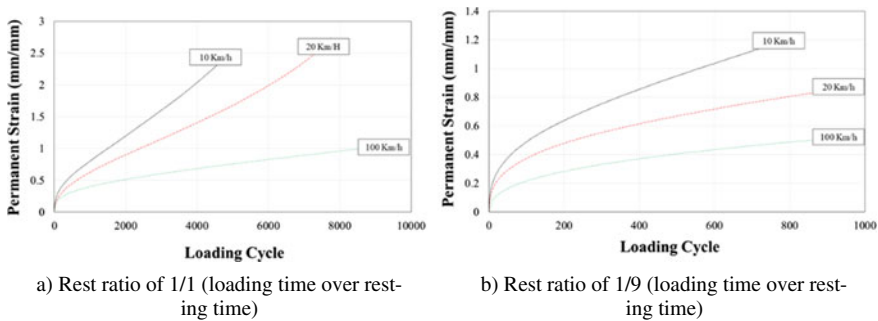 Permanent Strain (mm/mm)
3
2.5
2
1.5
1
0.5
0
10 Km/h
20 Km/H
100 Km/h
0 2000 4000 6000 8000 10000
Loading Cycle
a) Rest ratio of 1/1 (loading time over rest-
ing time)
Permanent Strain (mm/mm)
1.4
1.2
1
0.8
0.6
0.4
0.2
0
10 Km/h
20 Km/h
100 Km/h
0 200 400 600 800 1000
Loading Cycle
b) Rest ratio of 1/9 (loading time over rest-
ing time)